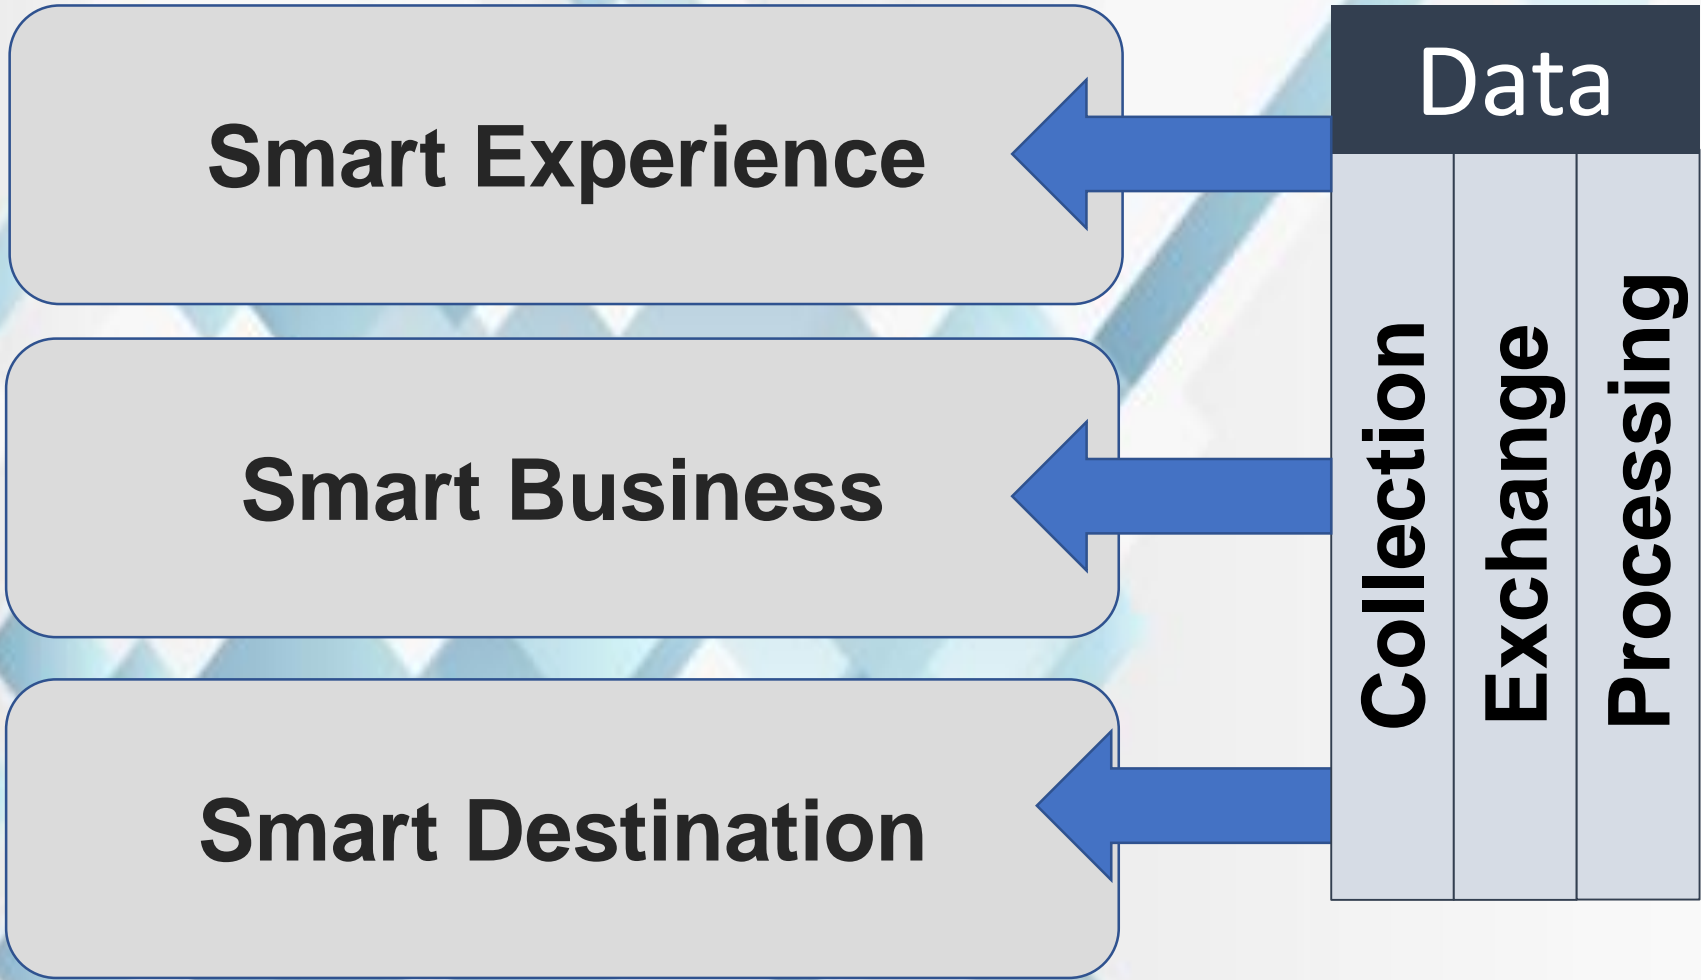 Smart Experience
Smart Business
Smart Destination
Data
Collection
Exchange
Processing